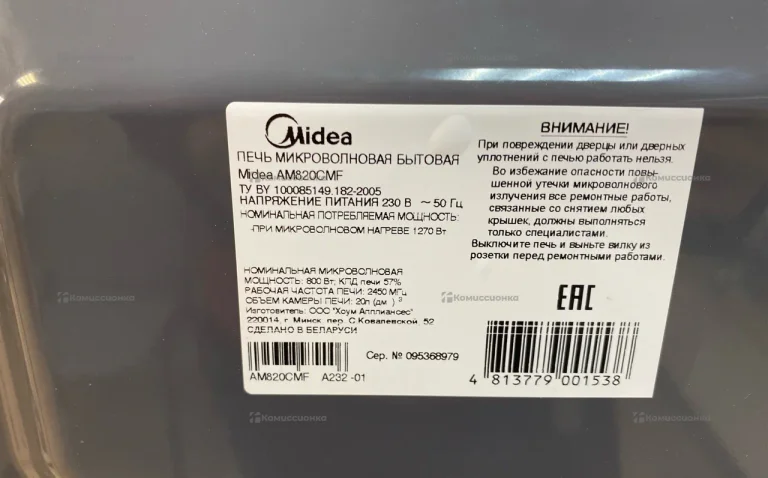 Midea
ПЕЧЬ МИКРОВОЛНОВАЯ БЫТОВАЯ
Midea AM820CMF
ТУ BY 100085149.182-2005
НАПРЯЖЕНИЕ ПИТАНИЯ 230 В ~ 50 Гц
НОМИНАЛЬНАЯ ПОТРЕБЛЯЕМАЯ МОЩНОСТЬ:
-ПРИ МИКРОВОЛНОВОМ НАГРЕВЕ 1270 Вт
НОМИНАЛЬНАЯ МИКРОВОЛНОВАЯ
МОЩНОСТЬ: 800 Вт; КПД печи 57%
РАБОЧАЯ ЧАСТОТА ПЕЧИ: 2450 МГц
ОБЪЕМ КАМЕРЫ ПЕЧИ: 20л (дм ) ³
Изготовитель: ООО "Хоум Апплиансес"
220014, г. Минск, пер. С.Ковалевской, 52
СДЕЛАНО В БЕЛАРУСИ
AM820CMF A232 -01
Сер. № 095368979
ВНИМАНИЕ!
При повреждении дверцы или дверных
уплотнений с печью работать нельзя.
Во избежание опасности повы-
шенной утечки микроволнового
излучения все ремонтные работы,
связанные со снятием любых
крышек, должны выполняться
только специалистами.
Выключите печь и выньте вилку из
розетки перед ремонтными работами.
EAC
4 813779 001538
Комиссионка
Комиссионка
Комиссионка
Комиссионка
Комиссионка
Комиссионка
Комиссионка